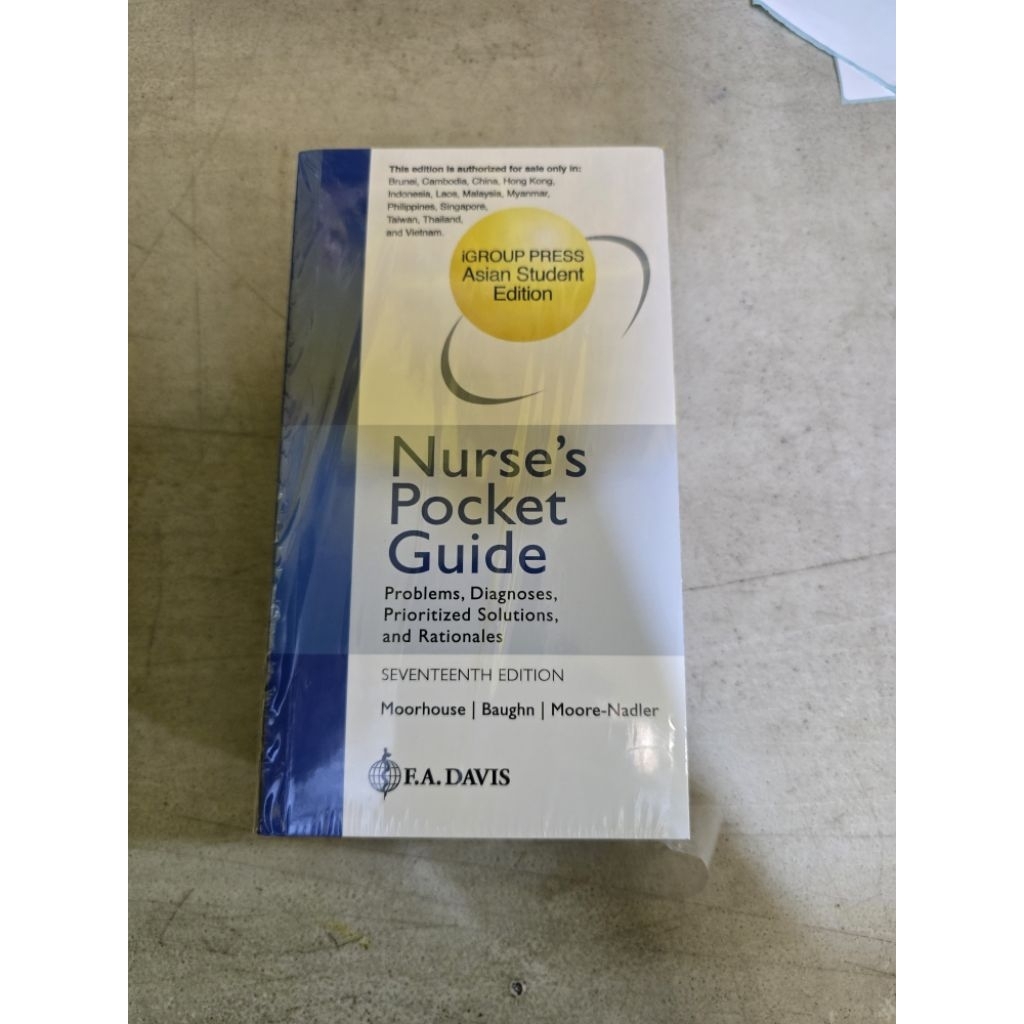 This edition is authorized for sale only in:
Brunei, Cambodia, China, Hong Kong,
Indonesia, Laos, Malaysia, Myanmar,
Philippines, Singapore,
Taiwan, Thailand,
and Vietnam.
iGROUP PRESS
Asian Student
Edition
Nurse's
Pocket
Guide
Problems, Diagnoses,
Prioritized Solutions,
and Rationales
SEVENTEENTH EDITION
Moorhouse | Baughn | Moore-Nadler
F.A. DAVIS